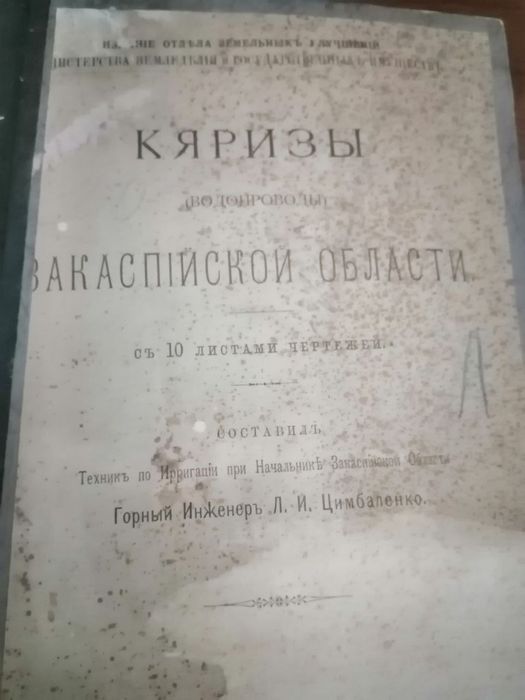 ИЗДАНІЕ ОТДѢЛА ЗЕМЕЛЬНЫХЪ УЛУЧШЕНІЙ
МИНИСТЕРСТВА ЗЕМЛЕДѢЛІЯ и ГОСУДАРСТВЕННЫХЪ ИМУЩЕСТВЪ
КЯРИЗЫ
(ВОДОПРОВОДЫ)
ЗАКАСПІЙСКОЙ ОБЛАСТИ.
СЪ 10 ЛИСТАМИ ЧЕРТЕЖЕЙ.
СОСТАВИЛЪ
Техникъ по Ирригаціи при Начальникѣ Закаспійской Области
Горный Инженеръ Л. И. Цимбаленко.